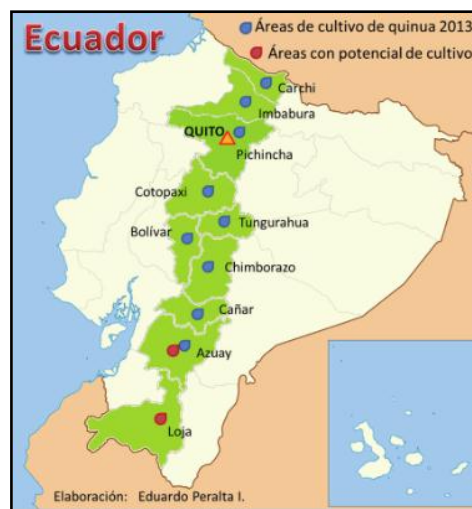 Ecuador
Áreas de cultivo de quinua 2013
Áreas con potencial de cultivo
Carchi
Imbabura
QUITO
Pichincha
Cotopaxi
Tungurahua
Bolívar
Chimborazo
Cañar
Azuay
Loja
Elaboración: Eduardo Peralta I.